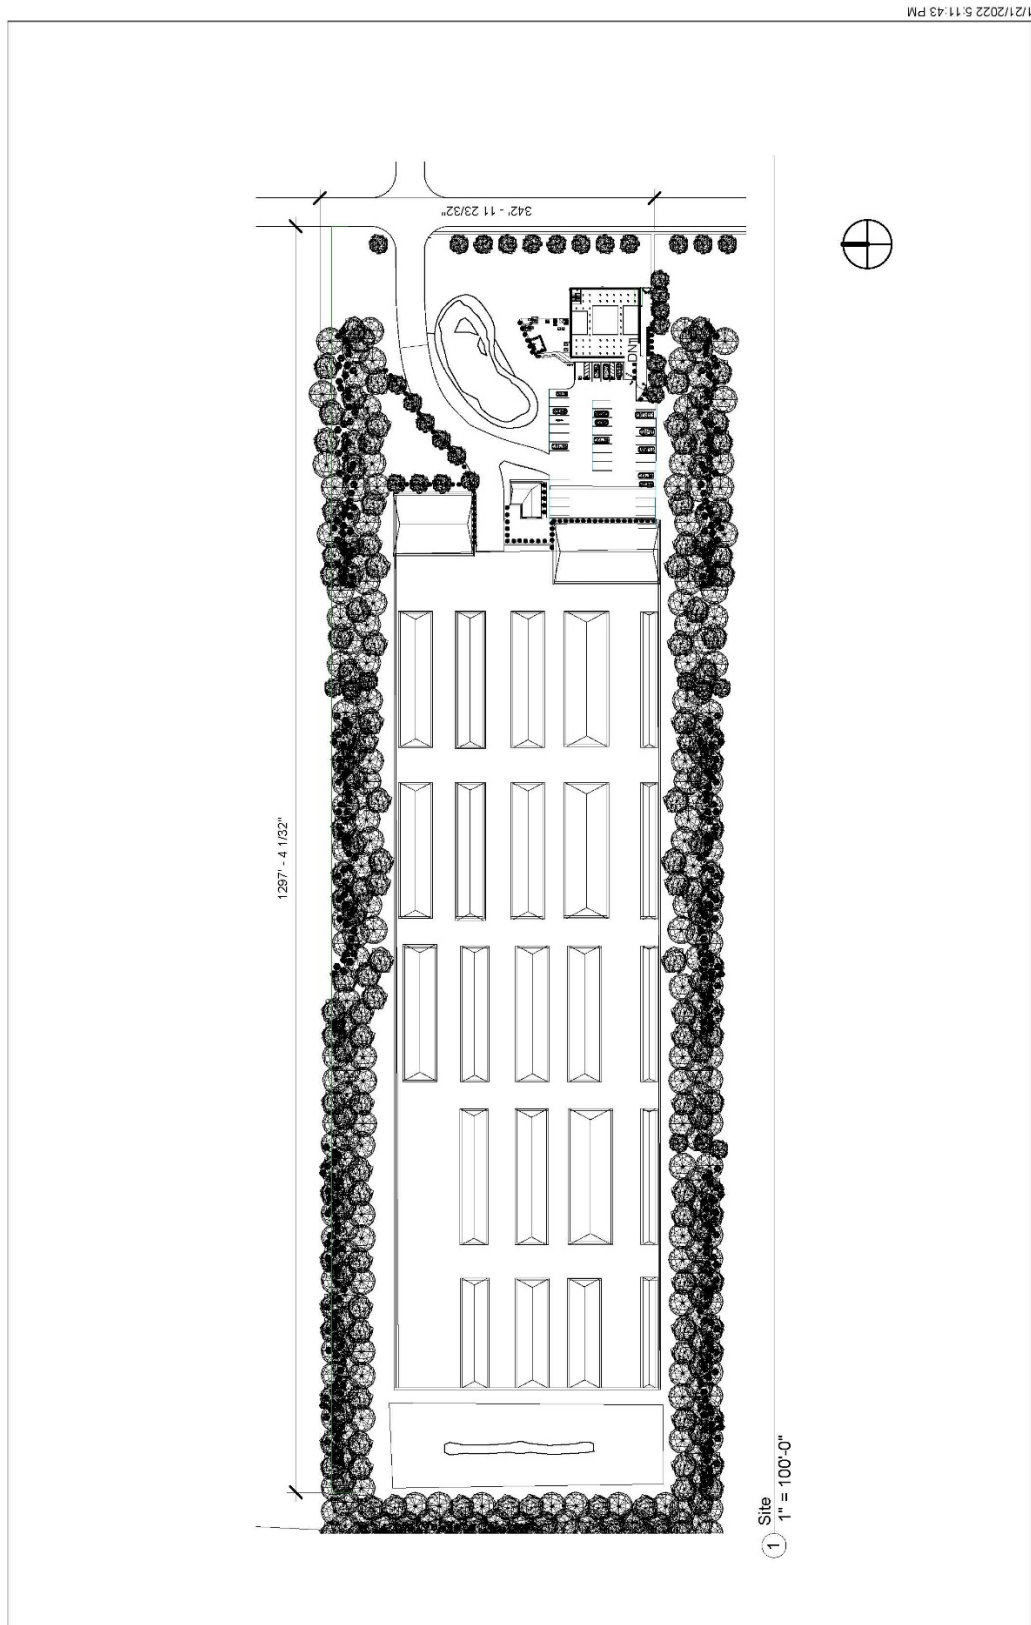 1/21/2022 5:11:43 PM
342' - 11 23/32"
DN
1297' - 4 1/32"
1
Site
1" = 100'-0"